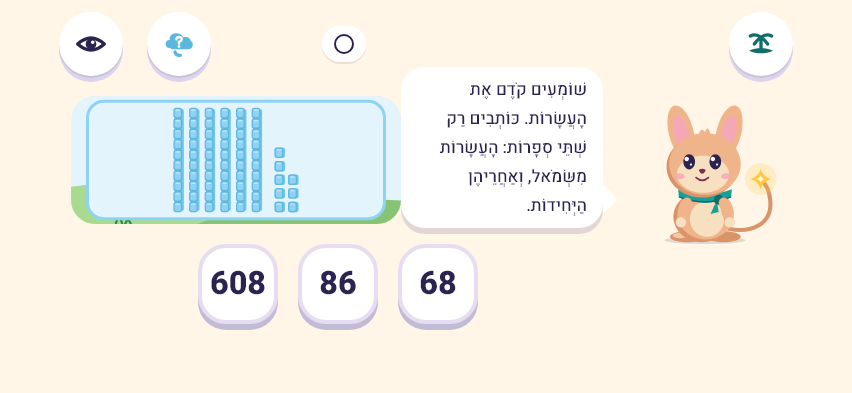 שׁוֹמְעִים קֹדֶם אֶת
הָעֲשָׂרוֹת. כּוֹתְבִים רַק
שְׁתֵּי סְפָרוֹת: הָעֲשָׂרוֹת
מִשְּׂמֹאל, וְאַחֲרֵיהֶן
הַיְּחִידוֹת.
608 86 68